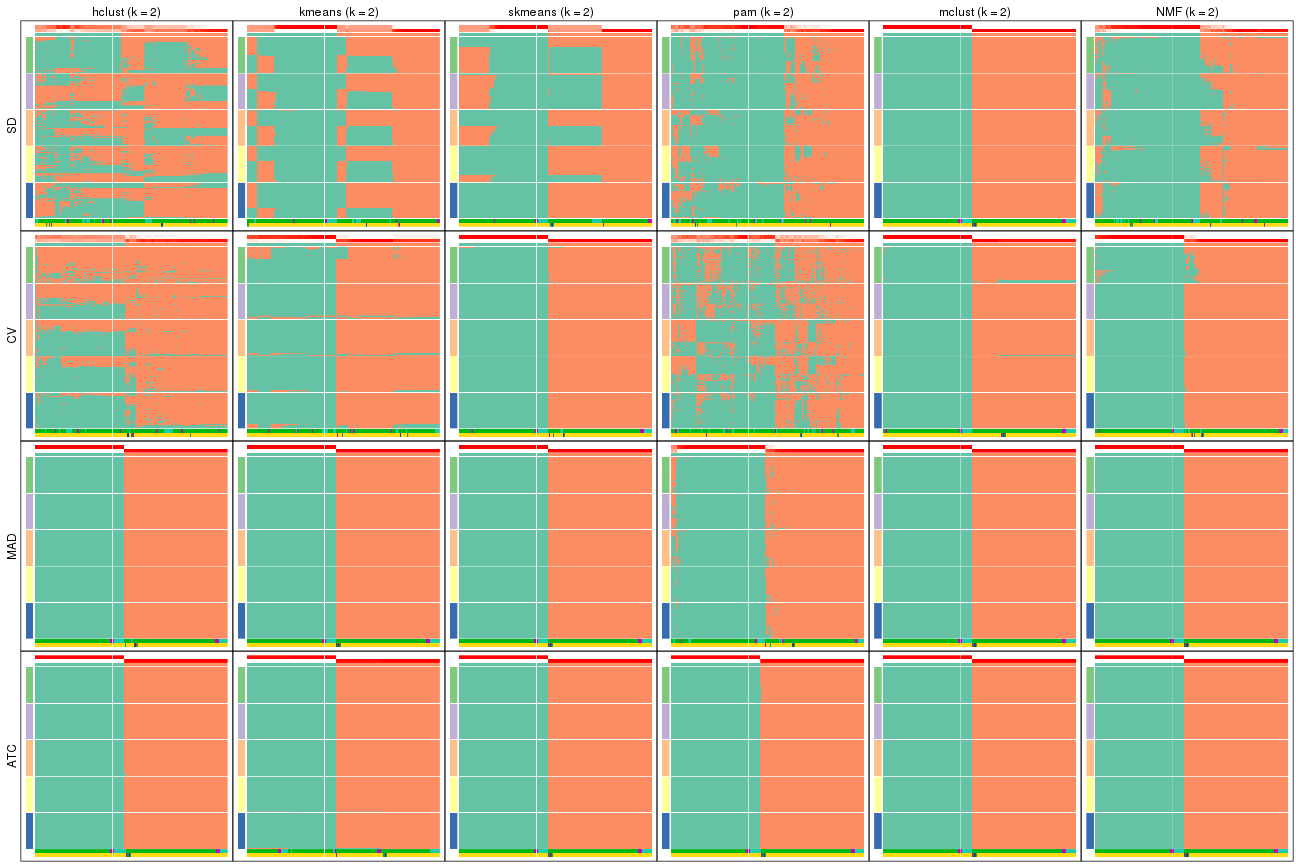 hclust (k = 2)
kmeans (k = 2)
skmeans (k = 2)
pam (k = 2)
mclust (k = 2)
NMF (k = 2)
SD
CV
MAD
ATC